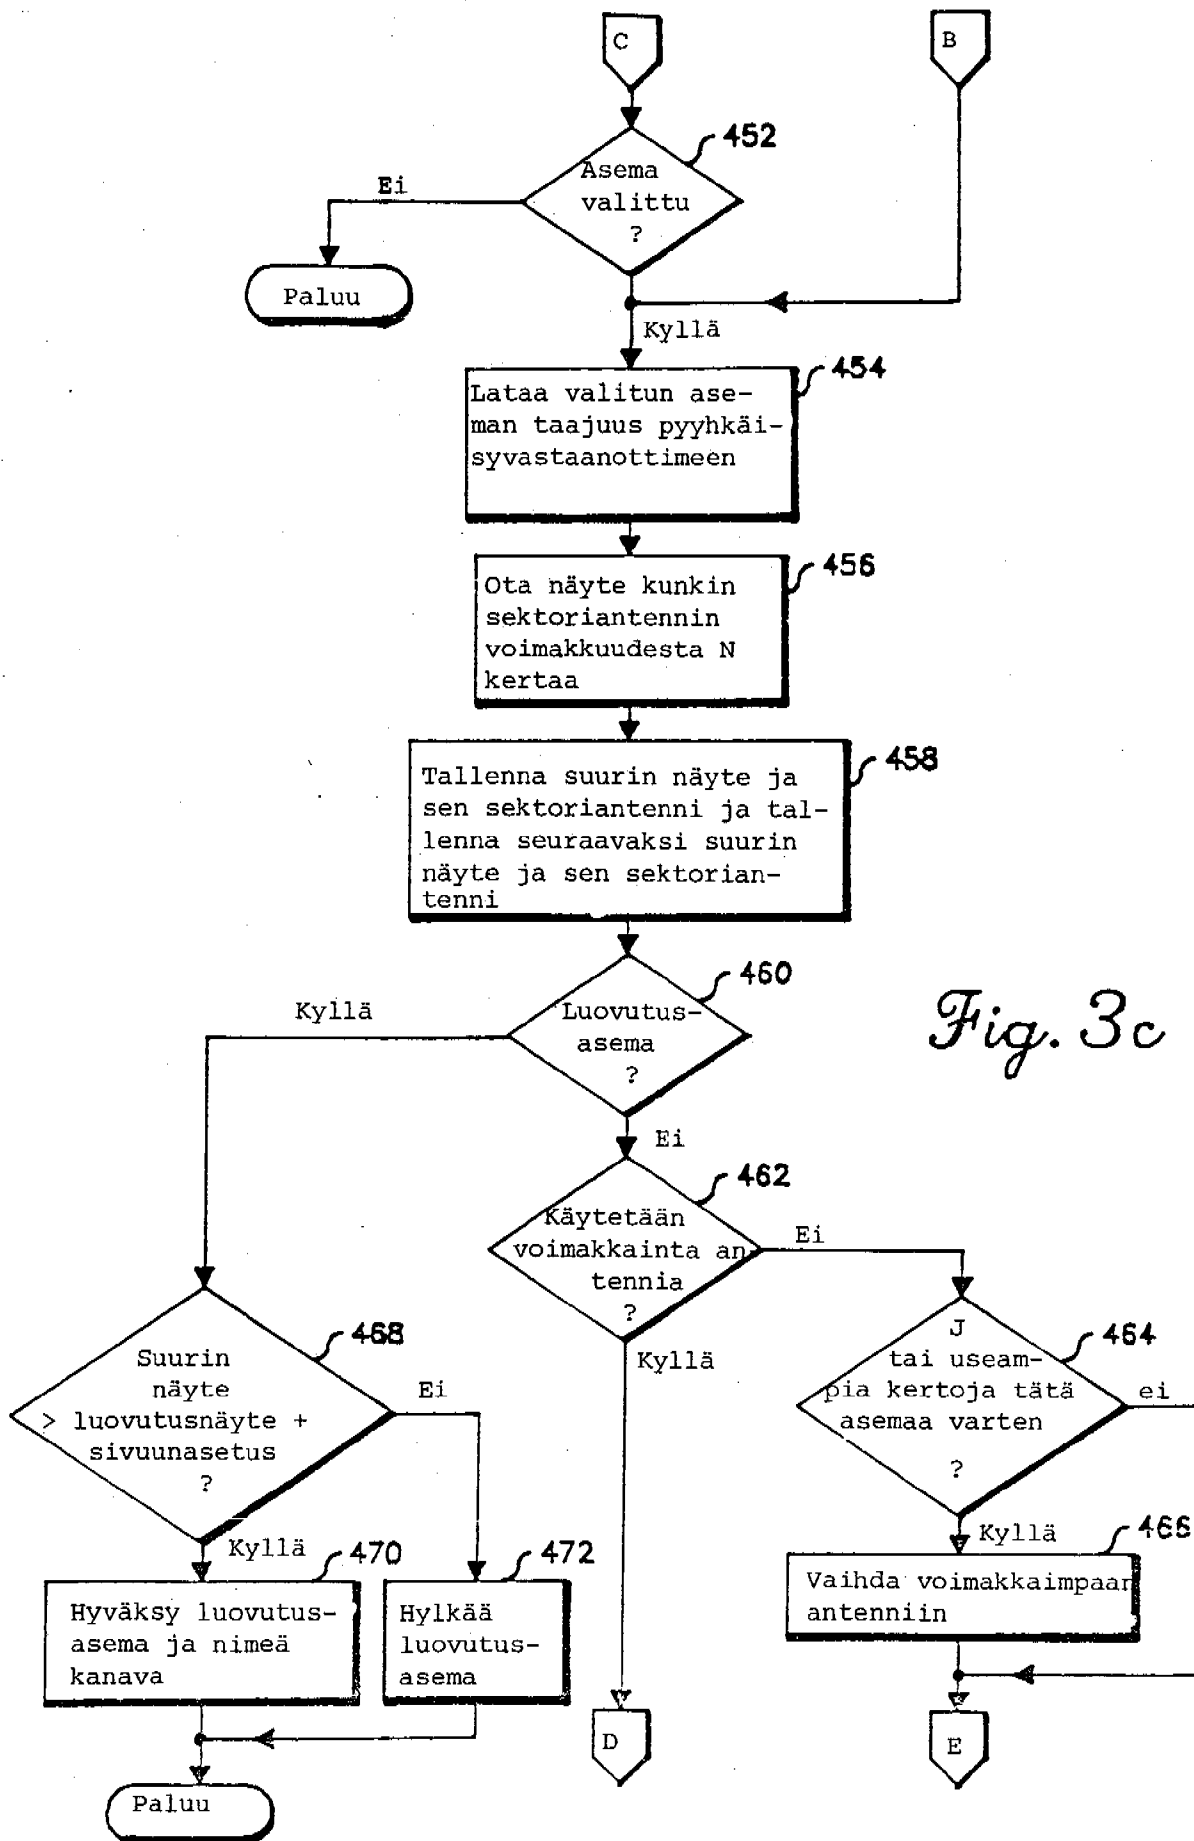 C
B
452
Asema
valittu
?
Ei
Paluu
Kyllä
454
Lataa valitun ase-
man taajuus pyyhkäi-
syvastaanottimeen
456
Ota näyte kunkin
sektoriantennin
voimakkuudesta N
kertaa
458
Tallenna suurin näyte ja
sen sektoriantenni ja tal-
lenna seuraavaksi suurin
näyte ja sen sektorian-
tenni
460
Luovutus-
asema
?
Kyllä
Fig. 3c
Ei
462
Käytetään
voimakkainta an
tennia
?
Ei
Kyllä
464
J
tai useam-
pia kertoja tätä
asemaa varten
?
ei
468
Suurin
näyte
> luovutusnäyte +
sivuunasetus
?
Ei
Kyllä
Kyllä
466
Vaihda voimakkaimpaan
antenniin
470
Hyväksy luovutus-
asema ja nimeä
kanava
472
Hylkää
luovutus-
asema
D
E
Paluu